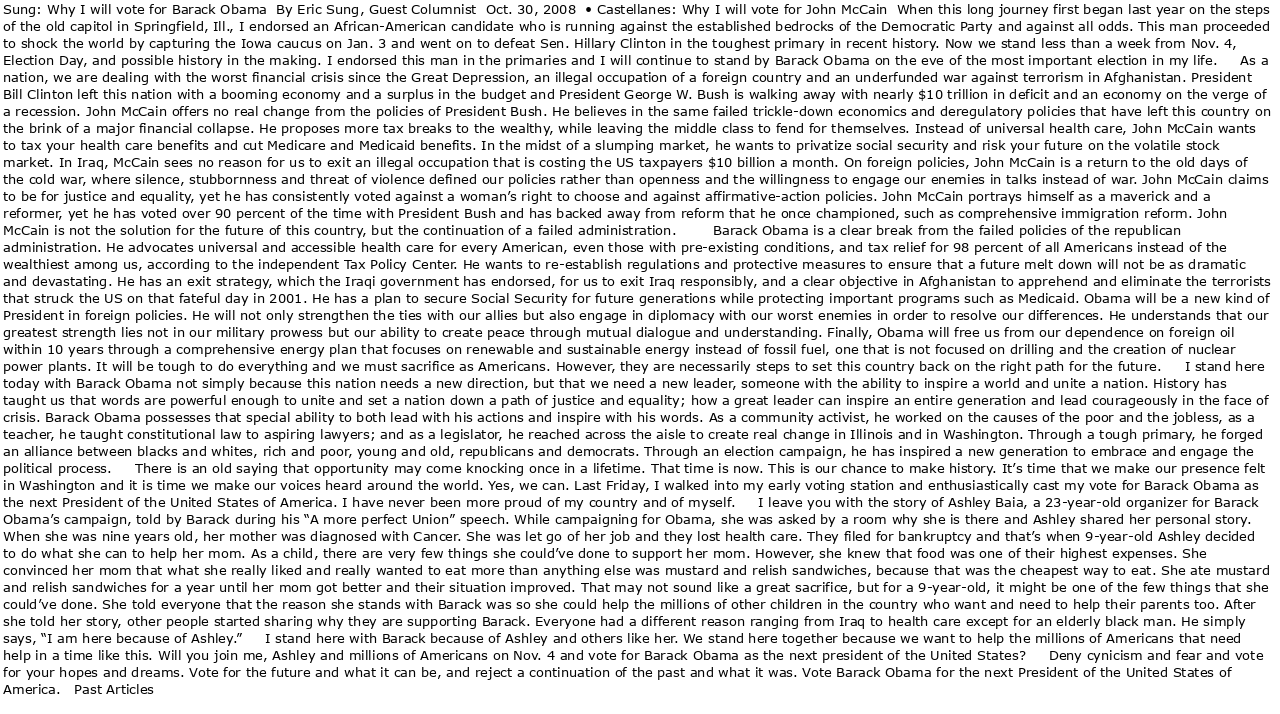 Sung: Why I will vote for Barack Obama  By Eric Sung, Guest Columnist  Oct. 30, 2008  • Castellanes: Why I will vote for John McCain  When this long journey first began last year on the steps
of the old capitol in Springfield, Ill., I endorsed an African-American candidate who is running against the established bedrocks of the Democratic Party and against all odds. This man proceeded
to shock the world by capturing the Iowa caucus on Jan. 3 and went on to defeat Sen. Hillary Clinton in the toughest primary in recent history. Now we stand less than a week from Nov. 4,
Election Day, and possible history in the making. I endorsed this man in the primaries and I will continue to stand by Barack Obama on the eve of the most important election in my life.     As a
nation, we are dealing with the worst financial crisis since the Great Depression, an illegal occupation of a foreign country and an underfunded war against terrorism in Afghanistan. President
Bill Clinton left this nation with a booming economy and a surplus in the budget and President George W. Bush is walking away with nearly $10 trillion in deficit and an economy on the verge of
a recession. John McCain offers no real change from the policies of President Bush. He believes in the same failed trickle-down economics and deregulatory policies that have left this country on
the brink of a major financial collapse. He proposes more tax breaks to the wealthy, while leaving the middle class to fend for themselves. Instead of universal health care, John McCain wants
to tax your health care benefits and cut Medicare and Medicaid benefits. In the midst of a slumping market, he wants to privatize social security and risk your future on the volatile stock
market. In Iraq, McCain sees no reason for us to exit an illegal occupation that is costing the US taxpayers $10 billion a month. On foreign policies, John McCain is a return to the old days of
the cold war, where silence, stubbornness and threat of violence defined our policies rather than openness and the willingness to engage our enemies in talks instead of war. John McCain claims
to be for justice and equality, yet he has consistently voted against a woman’s right to choose and against affirmative-action policies. John McCain portrays himself as a maverick and a
reformer, yet he has voted over 90 percent of the time with President Bush and has backed away from reform that he once championed, such as comprehensive immigration reform. John
McCain is not the solution for the future of this country, but the continuation of a failed administration.        Barack Obama is a clear break from the failed policies of the republican
administration. He advocates universal and accessible health care for every American, even those with pre-existing conditions, and tax relief for 98 percent of all Americans instead of the
wealthiest among us, according to the independent Tax Policy Center. He wants to re-establish regulations and protective measures to ensure that a future melt down will not be as dramatic
and devastating. He has an exit strategy, which the Iraqi government has endorsed, for us to exit Iraq responsibly, and a clear objective in Afghanistan to apprehend and eliminate the terrorists
that struck the US on that fateful day in 2001. He has a plan to secure Social Security for future generations while protecting important programs such as Medicaid. Obama will be a new kind of
President in foreign policies. He will not only strengthen the ties with our allies but also engage in diplomacy with our worst enemies in order to resolve our differences. He understands that our
greatest strength lies not in our military prowess but our ability to create peace through mutual dialogue and understanding. Finally, Obama will free us from our dependence on foreign oil
within 10 years through a comprehensive energy plan that focuses on renewable and sustainable energy instead of fossil fuel, one that is not focused on drilling and the creation of nuclear
power plants. It will be tough to do everything and we must sacrifice as Americans. However, they are necessarily steps to set this country back on the right path for the future.     I stand here
today with Barack Obama not simply because this nation needs a new direction, but that we need a new leader, someone with the ability to inspire a world and unite a nation. History has
taught us that words are powerful enough to unite and set a nation down a path of justice and equality; how a great leader can inspire an entire generation and lead courageously in the face of
crisis. Barack Obama possesses that special ability to both lead with his actions and inspire with his words. As a community activist, he worked on the causes of the poor and the jobless, as a
teacher, he taught constitutional law to aspiring lawyers; and as a legislator, he reached across the aisle to create real change in Illinois and in Washington. Through a tough primary, he forged
an alliance between blacks and whites, rich and poor, young and old, republicans and democrats. Through an election campaign, he has inspired a new generation to embrace and engage the
political process.     There is an old saying that opportunity may come knocking once in a lifetime. That time is now. This is our chance to make history. It’s time that we make our presence felt
in Washington and it is time we make our voices heard around the world. Yes, we can. Last Friday, I walked into my early voting station and enthusiastically cast my vote for Barack Obama as
the next President of the United States of America. I have never been more proud of my country and of myself.     I leave you with the story of Ashley Baia, a 23-year-old organizer for Barack
Obama’s campaign, told by Barack during his “A more perfect Union” speech. While campaigning for Obama, she was asked by a room why she is there and Ashley shared her personal story.
When she was nine years old, her mother was diagnosed with Cancer. She was let go of her job and they lost health care. They filed for bankruptcy and that’s when 9-year-old Ashley decided
to do what she can to help her mom. As a child, there are very few things she could’ve done to support her mom. However, she knew that food was one of their highest expenses. She
convinced her mom that what she really liked and really wanted to eat more than anything else was mustard and relish sandwiches, because that was the cheapest way to eat. She ate mustard
and relish sandwiches for a year until her mom got better and their situation improved. That may not sound like a great sacrifice, but for a 9-year-old, it might be one of the few things that she
could’ve done. She told everyone that the reason she stands with Barack was so she could help the millions of other children in the country who want and need to help their parents too. After
she told her story, other people started sharing why they are supporting Barack. Everyone had a different reason ranging from Iraq to health care except for an elderly black man. He simply
says, “I am here because of Ashley.”     I stand here with Barack because of Ashley and others like her. We stand here together because we want to help the millions of Americans that need
help in a time like this. Will you join me, Ashley and millions of Americans on Nov. 4 and vote for Barack Obama as the next president of the United States?     Deny cynicism and fear and vote
for your hopes and dreams. Vote for the future and what it can be, and reject a continuation of the past and what it was. Vote Barack Obama for the next President of the United States of
America.   Past Articles